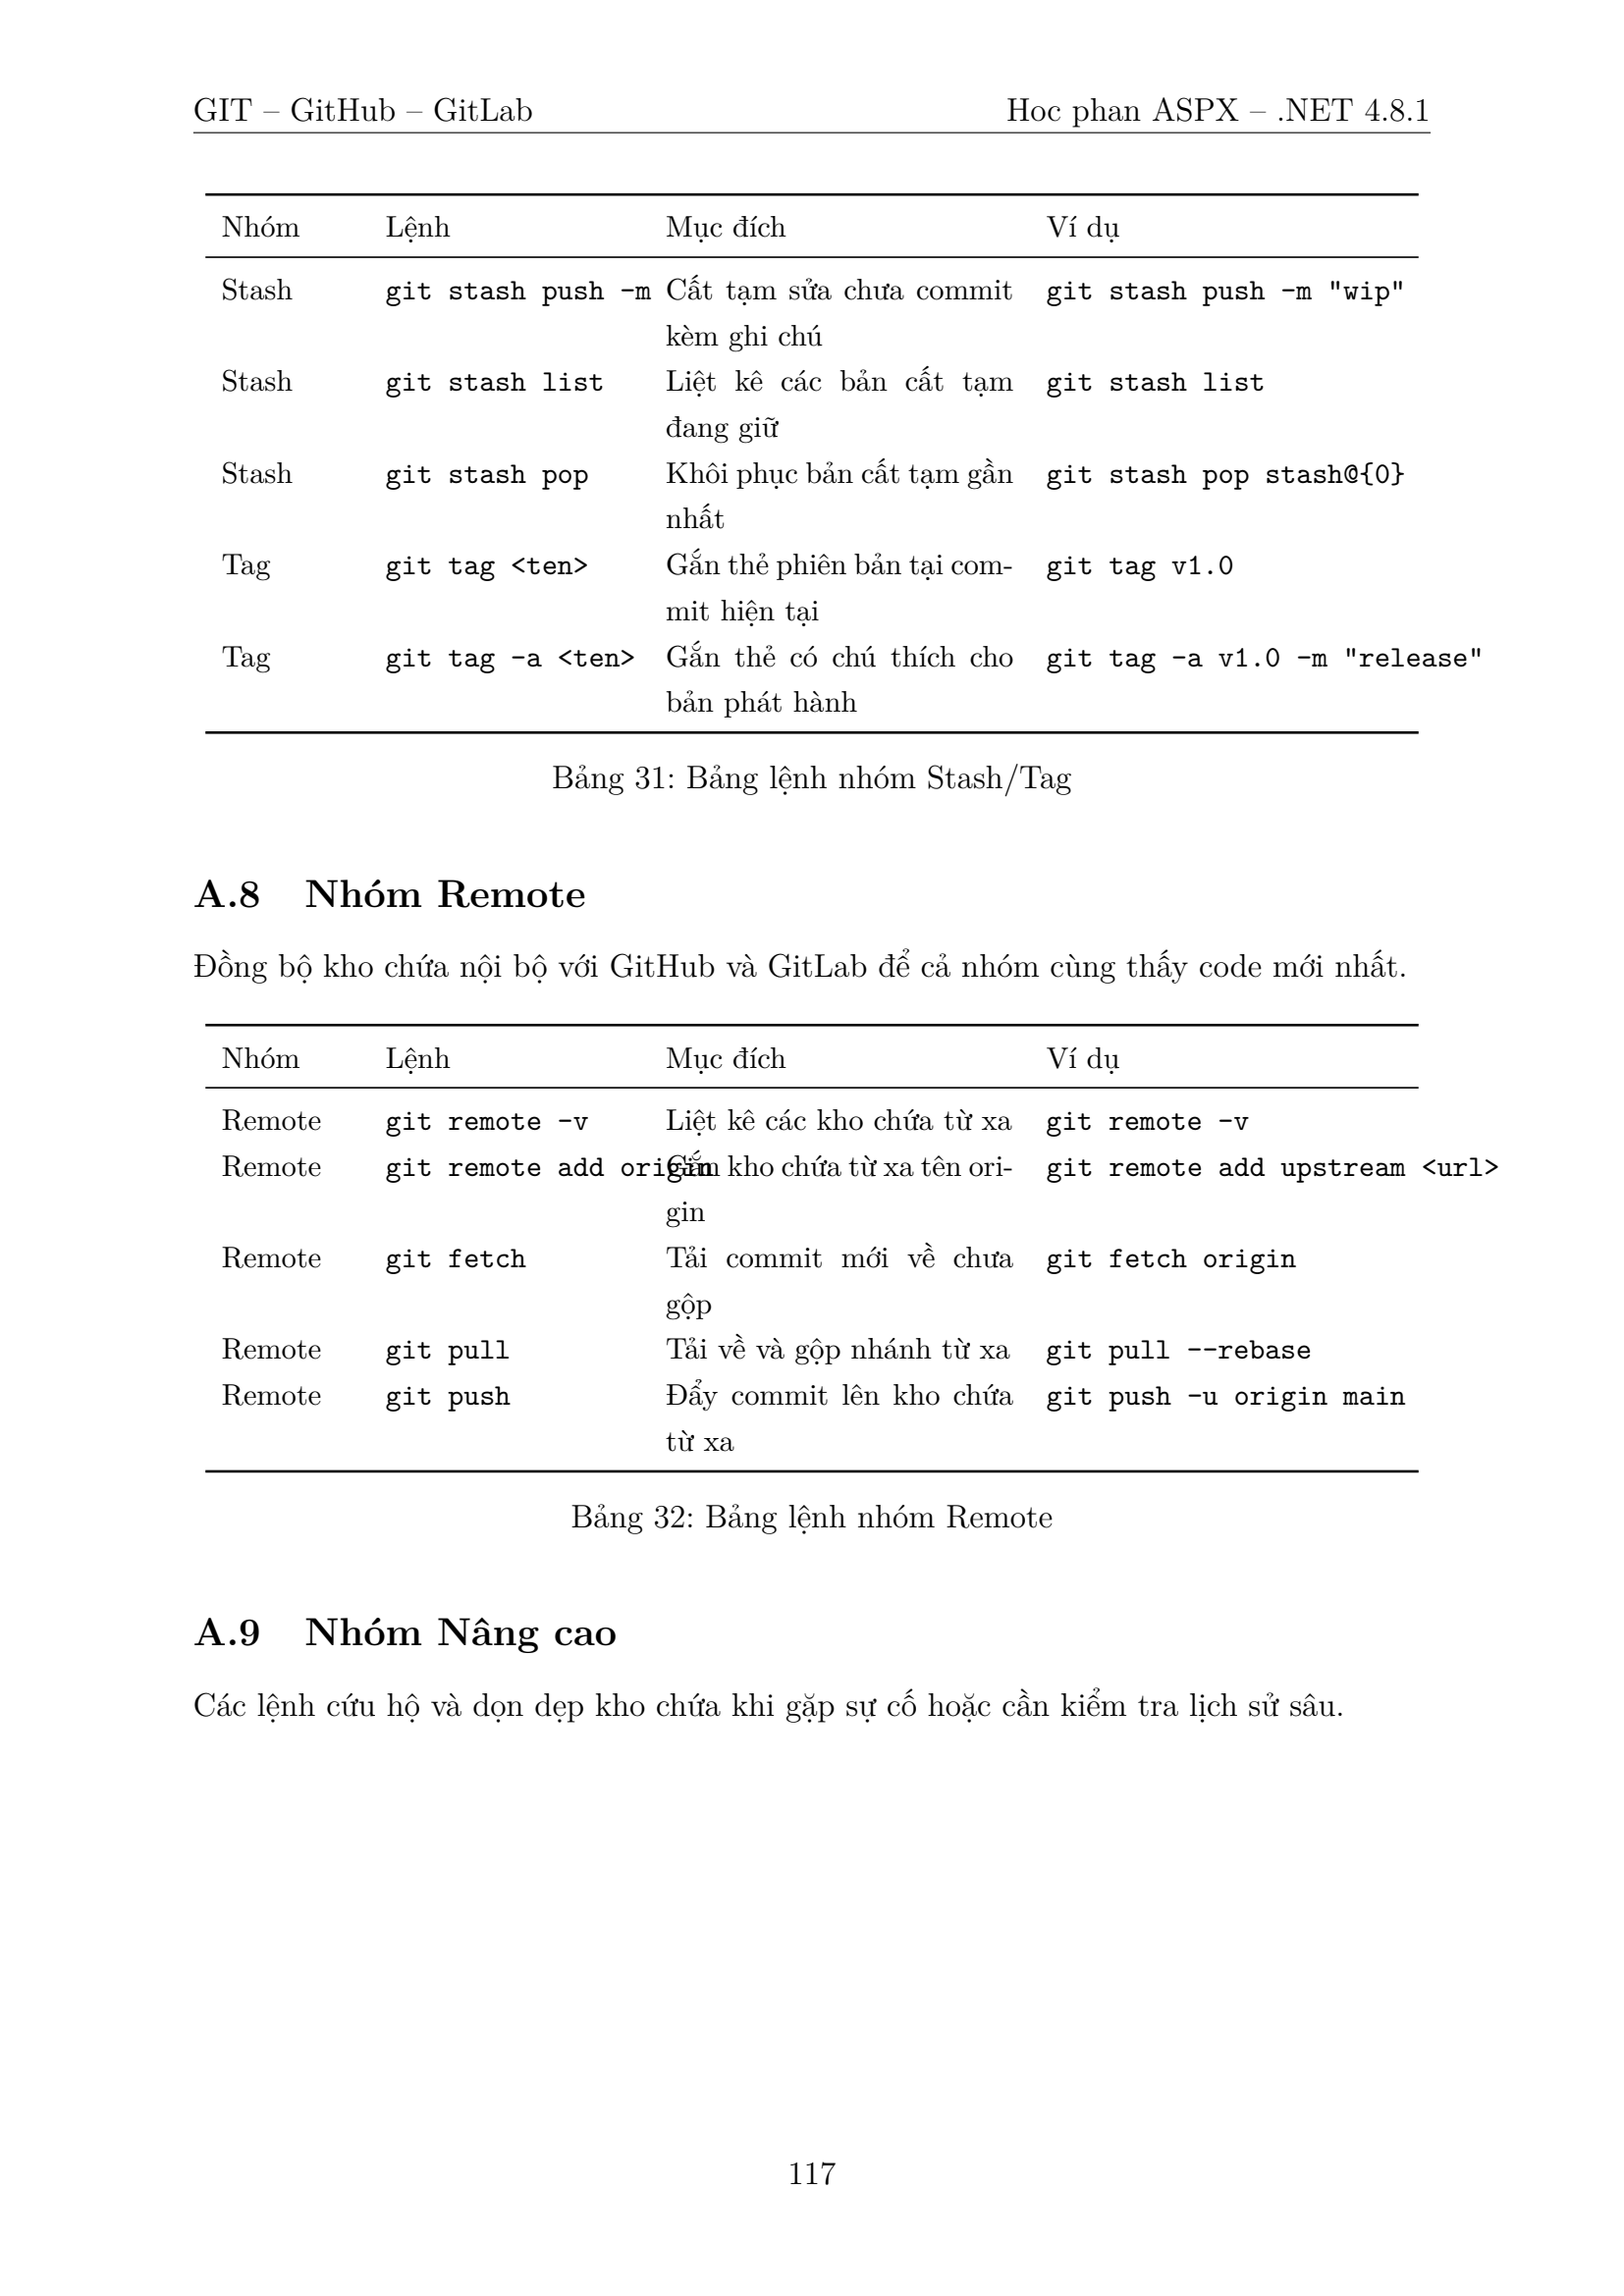 GIT – GitHub – GitLab Hoc phan ASPX – .NET 4.8.1
Nhóm Lệnh Mục đích Ví dụ
Stash git stash push -m Cất tạm sửa chưa commit git stash push -m "wip"
kèm ghi chú
Stash git stash list Liệt kê các bản cất tạm git stash list
đang giữ
Stash git stash pop Khôi phục bản cất tạm gần git stash pop stash@{0}
nhất
Tag git tag <ten> Gắn thẻ phiên bản tại com- git tag v1.0
mit hiện tại
Tag git tag -a <ten> Gắn thẻ có chú thích cho git tag -a v1.0 -m "release"
bản phát hành
Bảng 31: Bảng lệnh nhóm Stash/Tag
A.8 Nhóm Remote
Đồng bộ kho chứa nội bộ với GitHub và GitLab để cả nhóm cùng thấy code mới nhất.
Nhóm Lệnh Mục đích Ví dụ
Remote git remote -v Liệt kê các kho chứa từ xa git remote -v
Remote git remote add origin Gắn kho chứa từ xa tên ori- git remote add upstream <url>
gin
Remote git fetch Tải commit mới về chưa git fetch origin
gộp
Remote git pull Tải về và gộp nhánh từ xa git pull --rebase
Remote git push Đẩy commit lên kho chứa git push -u origin main
từ xa
Bảng 32: Bảng lệnh nhóm Remote
A.9 Nhóm Nâng cao
Các lệnh cứu hộ và dọn dẹp kho chứa khi gặp sự cố hoặc cần kiểm tra lịch sử sâu.
117